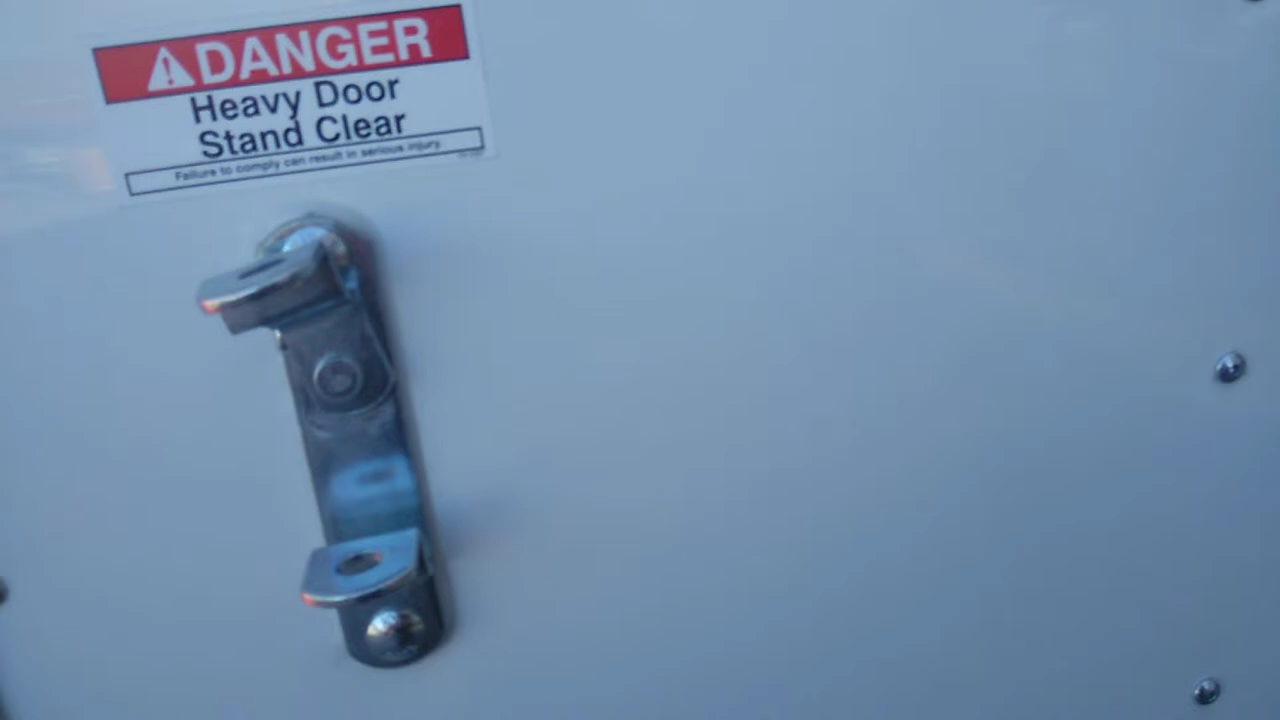 DANGER
Heavy Door
Stand Clear
Failure to comply can result in serious injury.